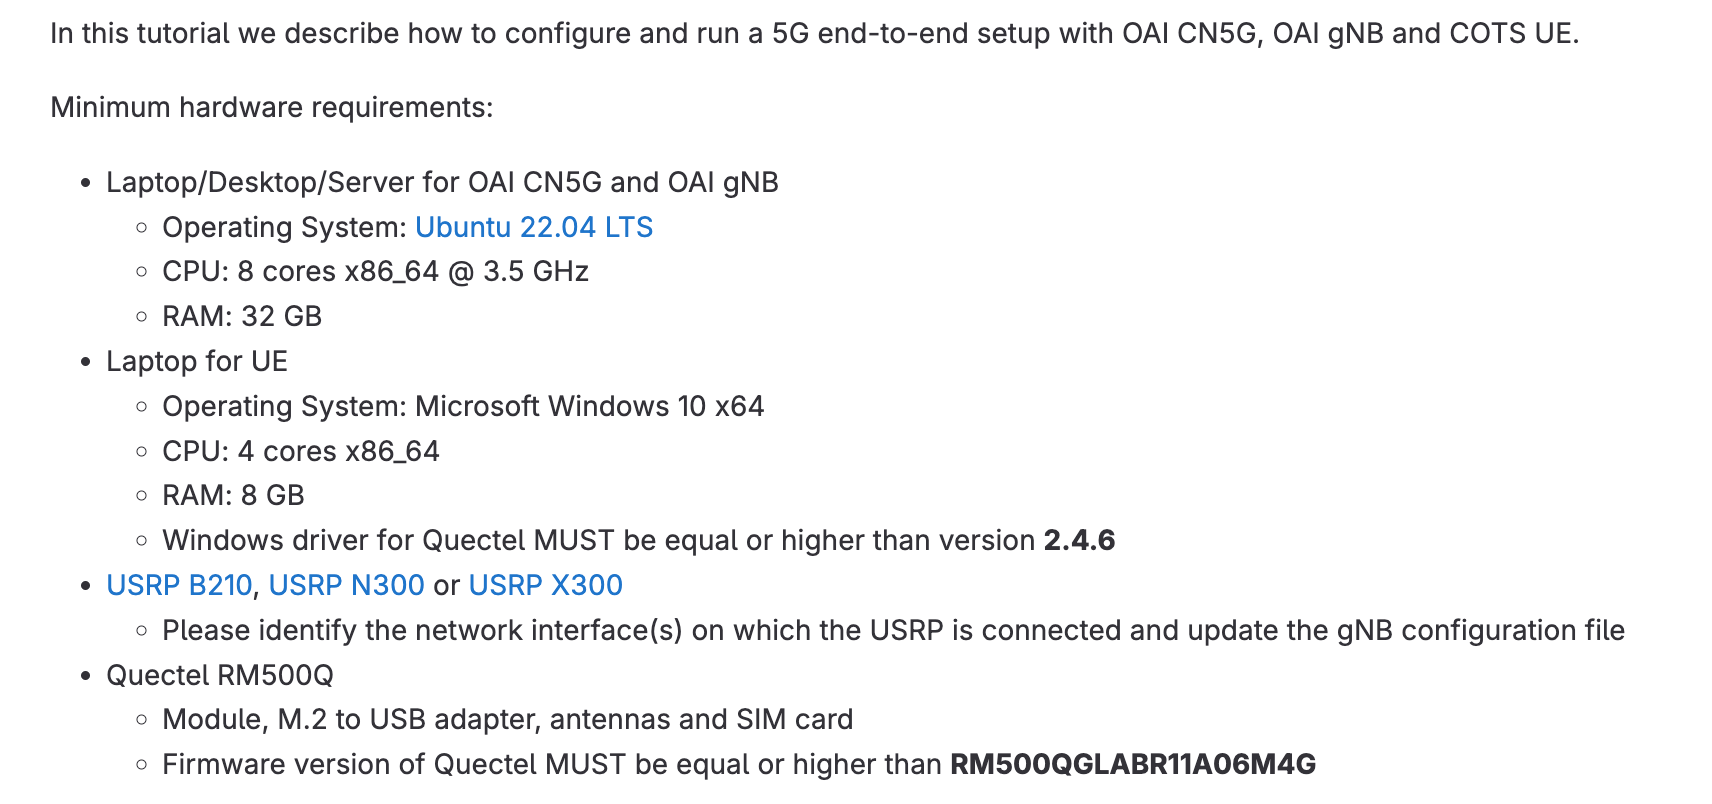 In this tutorial we describe how to configure and run a 5G end-to-end setup with OAI CN5G, OAI gNB and COTS UE.
Minimum hardware requirements:
• Laptop/Desktop/Server for OAI CN5G and OAI gNB
◦ Operating System: Ubuntu 22.04 LTS
◦ CPU: 8 cores x86_64 @ 3.5 GHz
◦ RAM: 32 GB
• Laptop for UE
◦ Operating System: Microsoft Windows 10 x64
◦ CPU: 4 cores x86_64
◦ RAM: 8 GB
◦ Windows driver for Quectel MUST be equal or higher than version 2.4.6
• USRP B210, USRP N300 or USRP X300
◦ Please identify the network interface(s) on which the USRP is connected and update the gNB configuration file
• Quectel RM500Q
◦ Module, M.2 to USB adapter, antennas and SIM card
◦ Firmware version of Quectel MUST be equal or higher than RM500QGLABR11A06M4G